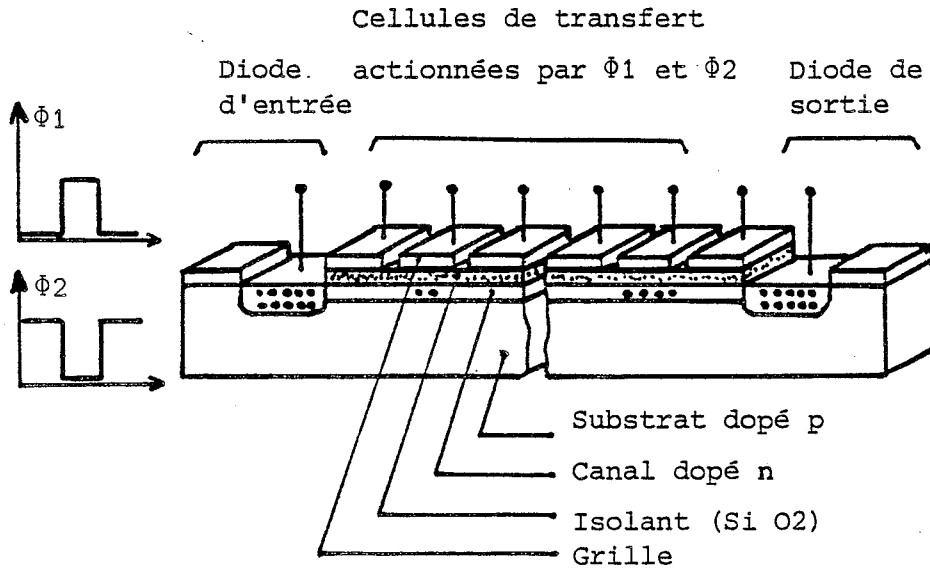 Cellules de transfert
actionnées par Φ1 et Φ2
Diode.
d'entrée
Diode de
sortie
Φ1
Φ2
Substrat dopé p
Canal dopé n
Isolant (Si O2)
Grille